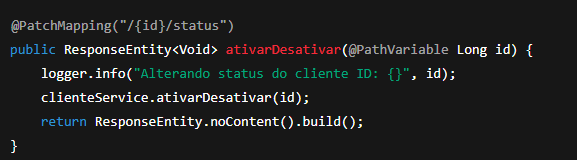 @PatchMapping("/{id}/status")
public ResponseEntity<Void> ativarDesativar(@PathVariable Long id) {
    logger.info("Alterando status do cliente ID: {}", id);
    clienteService.ativarDesativar(id);
    return ResponseEntity.noContent().build();
}